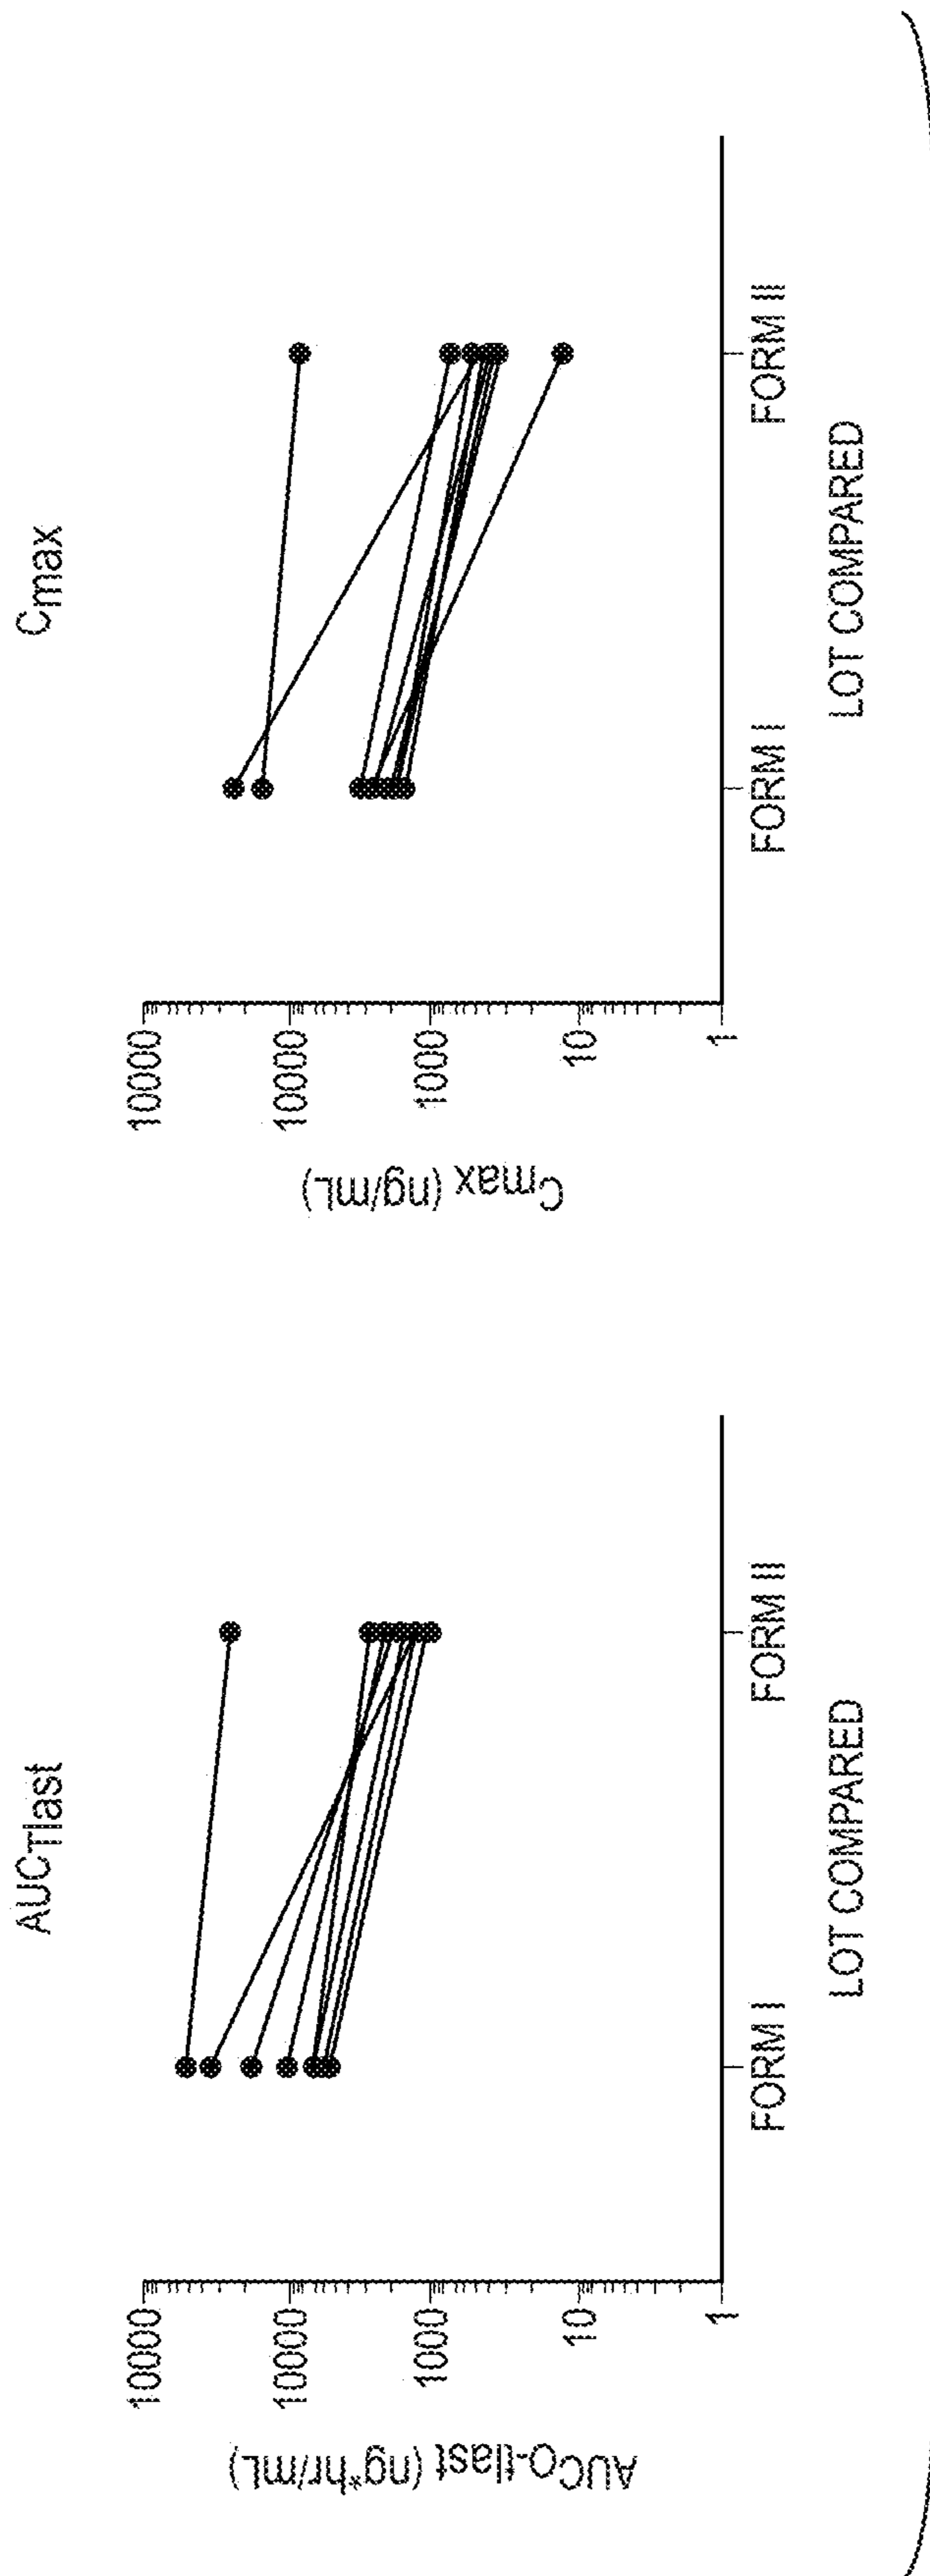 AUCTlast
AUC0-tlast (ng*hr/mL)
10000
10000
1000
10
1
FORM I
FORM II
LOT COMPARED
Cmax
Cmax (ng/mL)
10000
10000
1000
10
1
FORM I
FORM II
LOT COMPARED